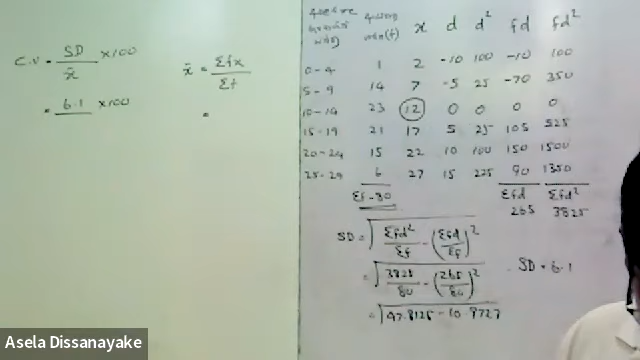 C.V = SD/x̄ ×100
= 6.1/ ×100
x̄ = Σfx/Σf
=
(f) x d d² fd fd²
0-4 1 2 -10 100 -10 100
5-9 14 7 -5 25 -70 350
10-14 23 12 0 0 0 0
15-19 21 17 5 25 105 525
20-24 15 22 10 100 150 1500
25-29 6 27 15 225 90 1350
Σf=80 Σfd Σfd²
265 3825
SD = √(Σfd²/Σf - (Σfd/Σf)²)
= √(3825/80 - (265/80)²)
SD = 6.1
= √(47.8125 - 10.9727)
Asela Dissanayake